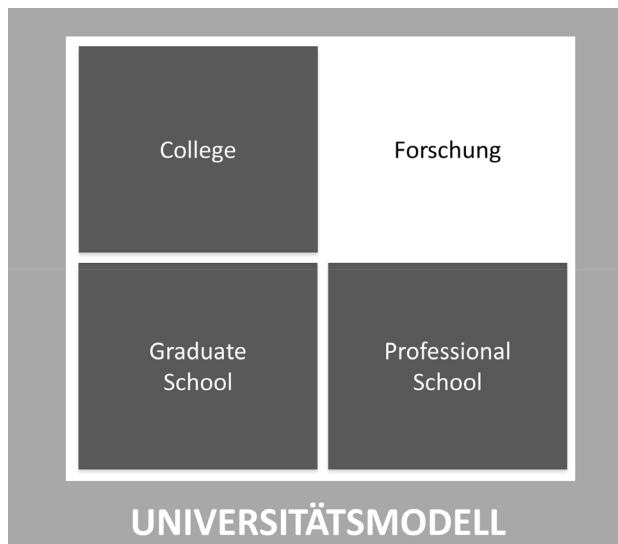 College
Forschung
Graduate
School
Professional
School
UNIVERSITÄTSMODELL